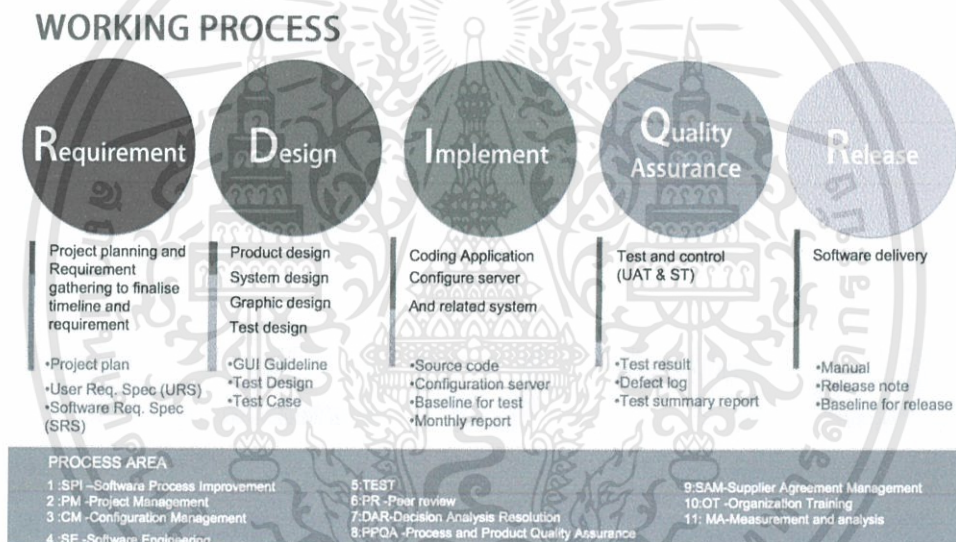 WORKING PROCESS
Requirement
Design
Implement
Quality
Assurance
Release
Project planning and
Requirement
gathering to finalise
timeline and
requirement
•Project plan
•User Req. Spec (URS)
•Software Req. Spec
(SRS)
Product design
System design
Graphic design
Test design
•GUI Guideline
•Test Design
•Test Case
Coding Application
Configure server
And related system
•Source code
•Configuration server
•Baseline for test
•Monthly report
Test and control
(UAT & ST)
•Test result
•Defect log
•Test summary report
Software delivery
•Manual
•Release note
•Baseline for release
PROCESS AREA
1 :SPI –Software Process Improvement
2 :PM -Project Management
3 :CM -Configuration Management
4 :SE -Software Engineering
5:TEST
6:PR -Peer review
7:DAR-Decision Analysis Resolution
8:PPQA -Process and Product Quality Assurance
9:SAM-Supplier Agreement Management
10:OT -Organization Training
11: MA-Measurement and analysis